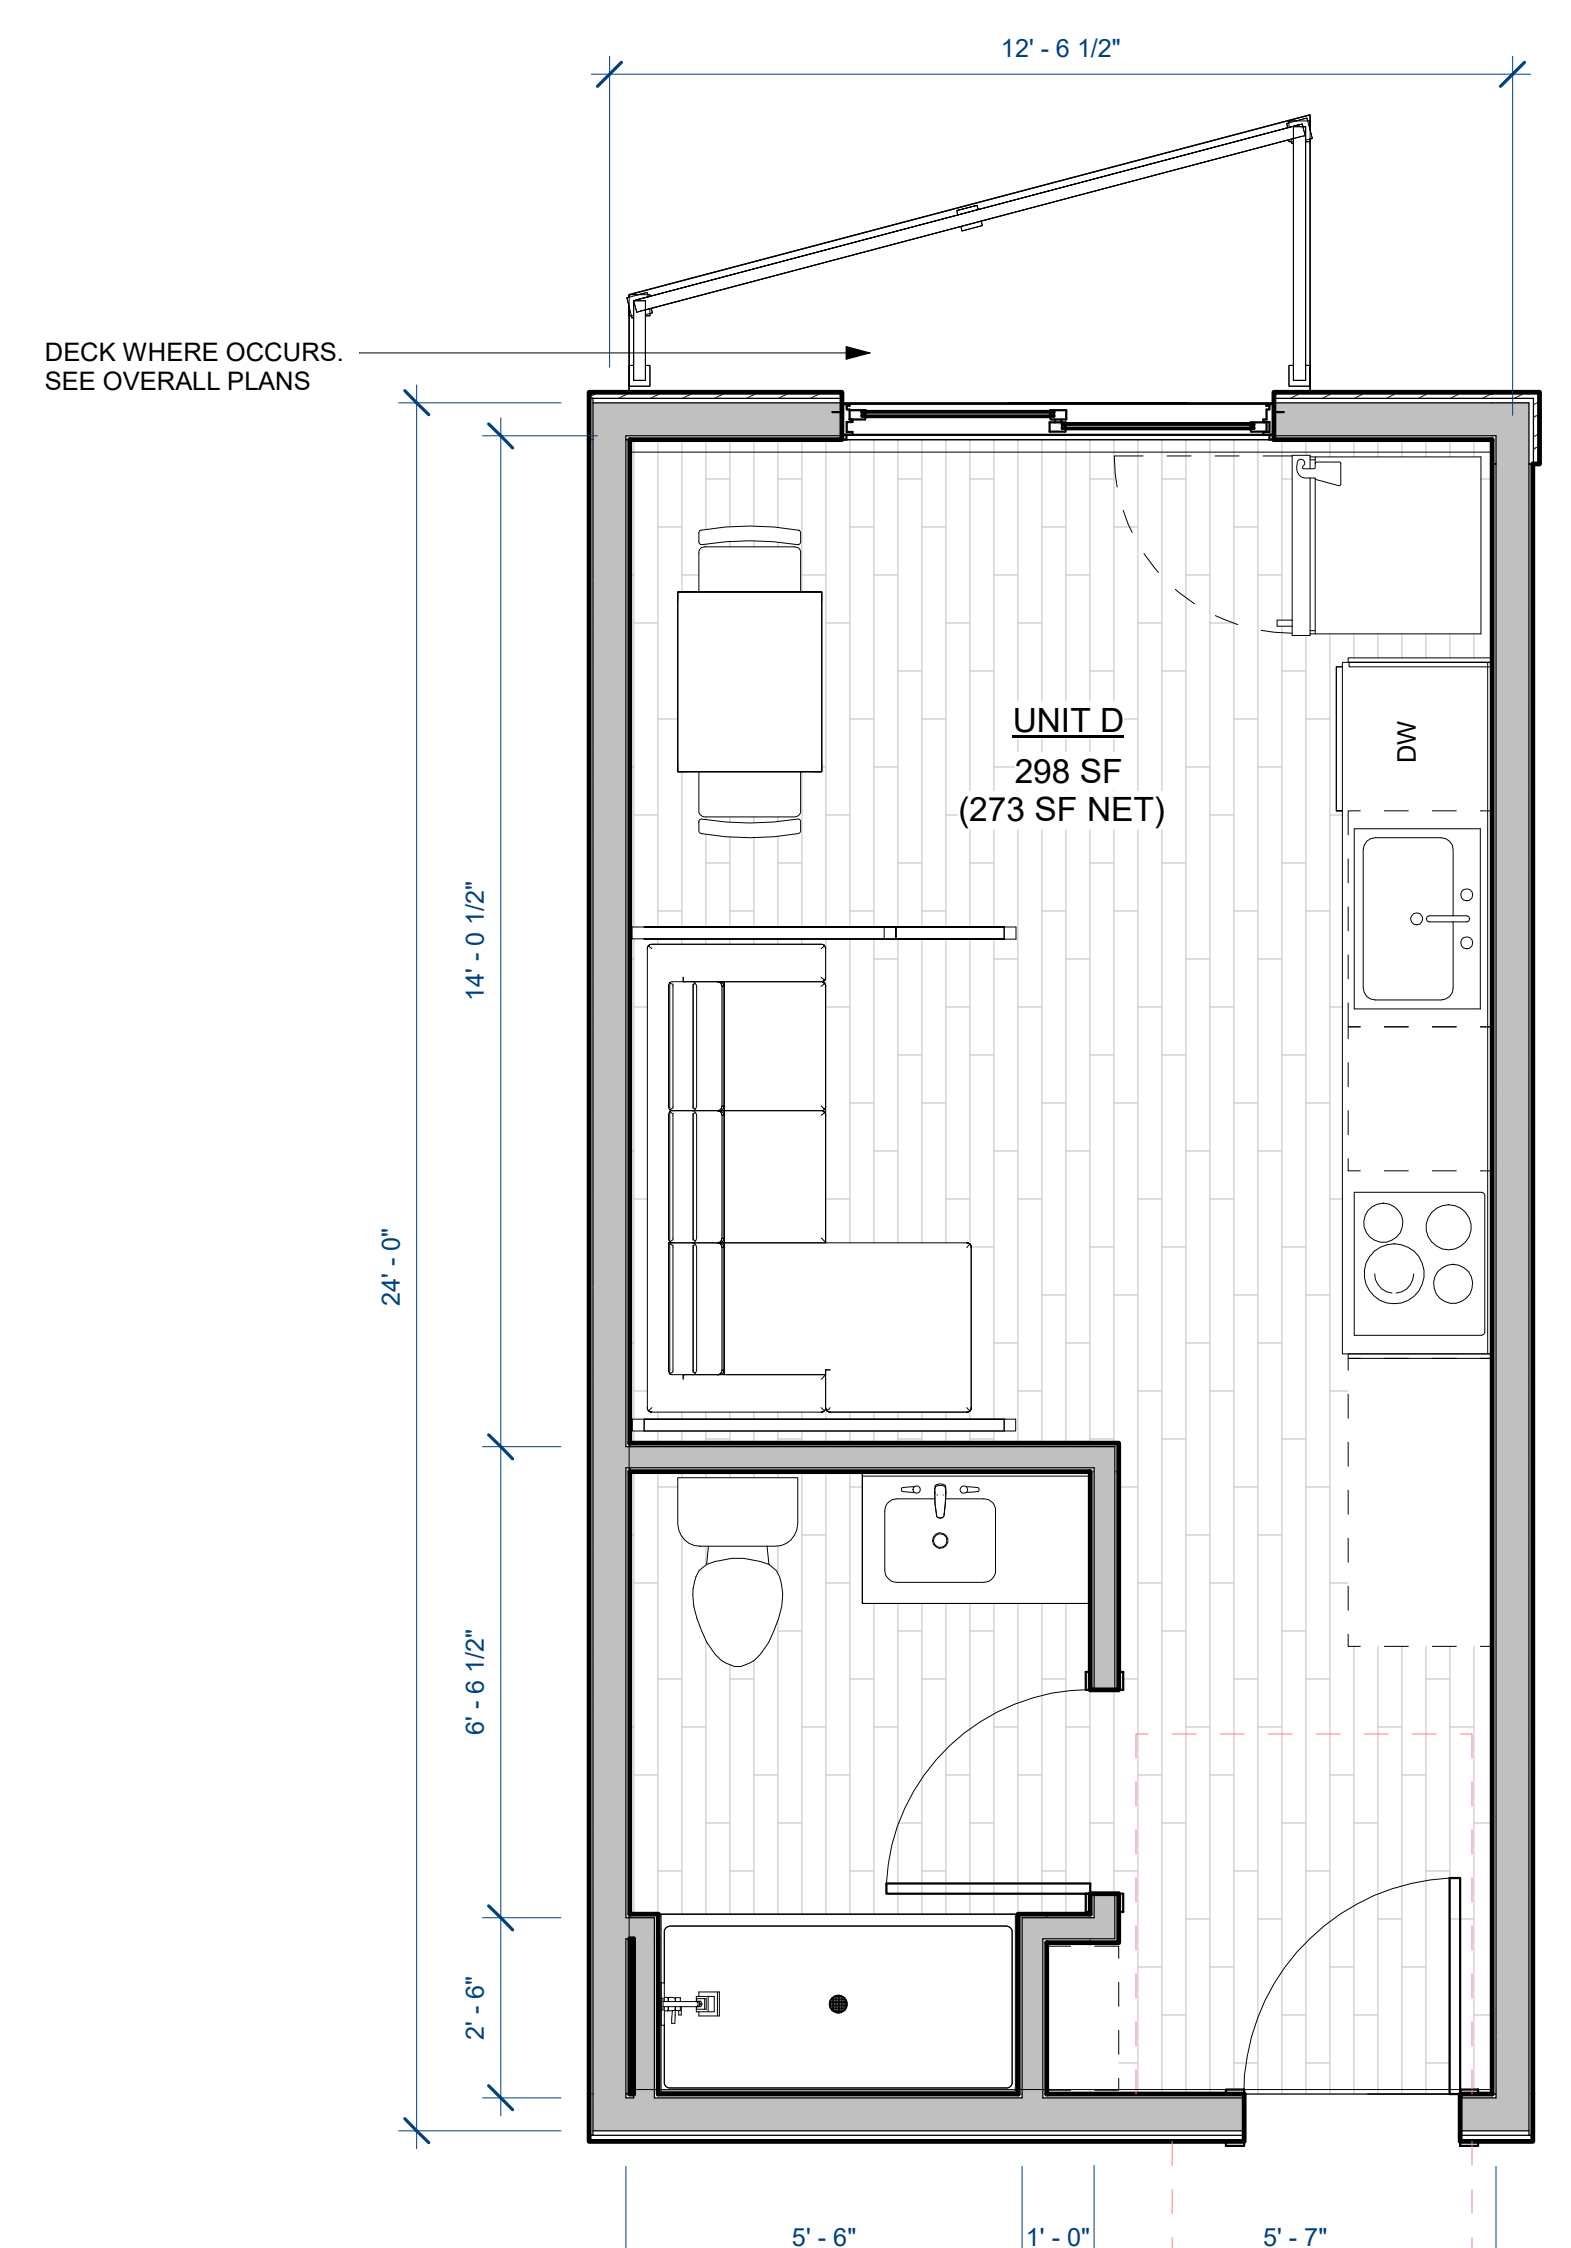 12' - 6 1/2"
DECK WHERE OCCURS.
SEE OVERALL PLANS
UNIT D
298 SF
(273 SF NET)
DW
14' - 0 1/2"
24' - 0"
6' - 6 1/2"
2' - 6"
5' - 6"
1' - 0"
5' - 7"